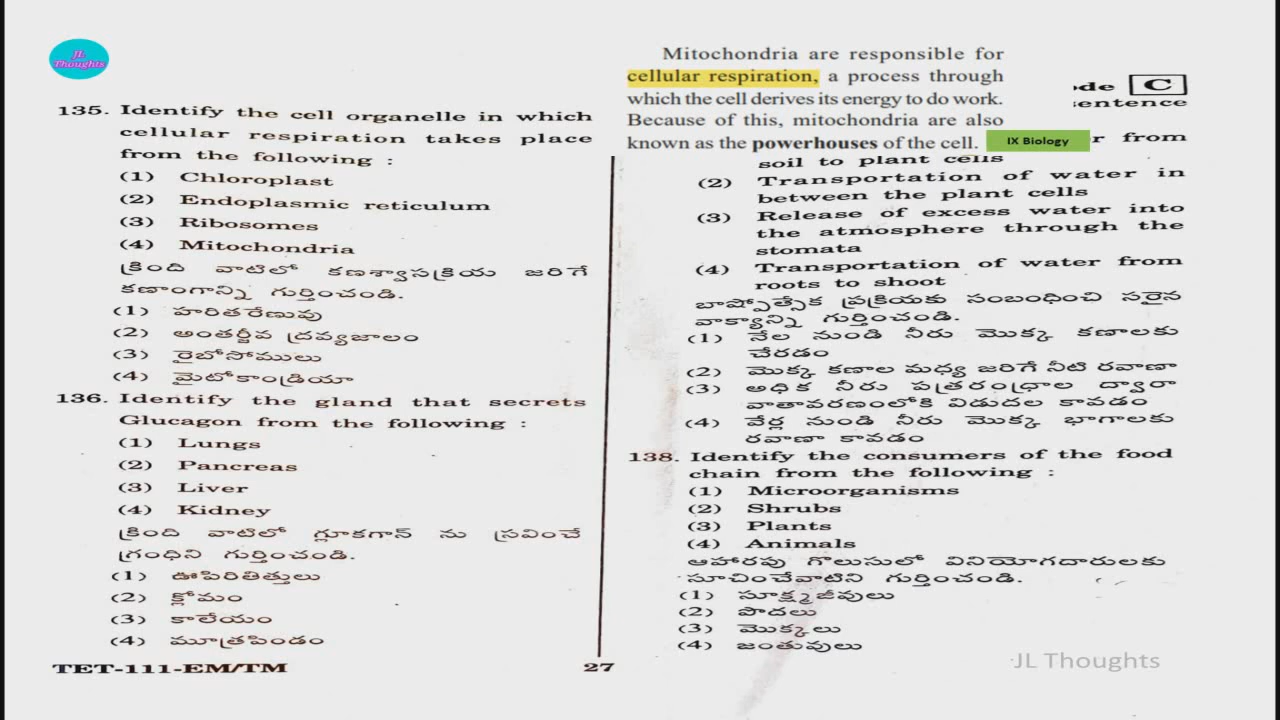 JL
Thoughts
135. Identify the cell organelle in which
cellular respiration takes place
from the following :
(1) Chloroplast
(2) Endoplasmic reticulum
(3) Ribosomes
(4) Mitochondria
క్రింది వాటిలో కణశ్వాసక్రియ జరిగే
కణాంగాన్ని గుర్తించండి.
(1) హరితరేణువు
(2) అంతర్జీవ ద్రవ్యజాలం
(3) రైబోసోములు
(4) మైటోకాండ్రియా
136. Identify the gland that secrets
Glucagon from the following :
(1) Lungs
(2) Pancreas
(3) Liver
(4) Kidney
క్రింది వాటిలో గ్లూకగాన్ ను స్రవించే
గ్రంధిని గుర్తించండి.
(1) ఊపిరితిత్తులు
(2) క్లోమం
(3) కాలేయం
(4) మూత్రపిండం
TET-111-EM/TM
27
Mitochondria are responsible for
cellular respiration, a process through
which the cell derives its energy to do work.
Because of this, mitochondria are also
known as the powerhouses of the cell.
IX Biology
C
sentence
from
soil to plant cells
(2) Transportation of water in
between the plant cells
(3) Release of excess water into
the atmosphere through the
stomata
(4) Transportation of water from
roots to shoot
బాష్పోత్సేక ప్రక్రియకు సంబంధించి సరైన
వాక్యాన్ని గుర్తించండి.
(1) నేల నుండి నీరు మొక్క కణాలకు
చేరడం
(2) మొక్క కణాల మధ్య జరిగే నీటి రవాణా
(3) అధిక నీరు పత్రరంధ్రాల ద్వారా
వాతావరణంలోకి విడుదల కావడం
(4) వేర్ల నుండి నీరు మొక్క భాగాలకు
రవాణా కావడం
138. Identify the consumers of the food
chain from the following :
(1) Microorganisms
(2) Shrubs
(3) Plants
(4) Animals
ఆహారపు గొలుసులో వినియోగదారులకు
సూచించేవాటిని గుర్తించండి.
(1) సూక్ష్మజీవులు
(2) పొదలు
(3) మొక్కలు
(4) జంతువులు
JL Thoughts